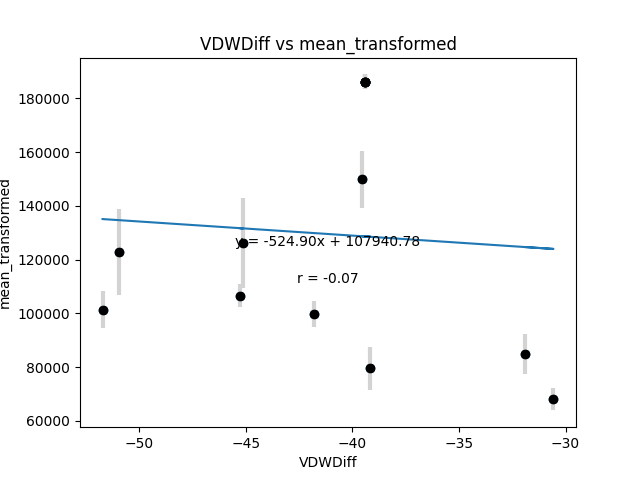 VDWDiff vs mean_transformed
mean_transformed
180000
160000
140000
120000
100000
80000
60000
y = -524.90x + 107940.78
r = -0.07
−50
−45
−40
−35
−30
VDWDiff